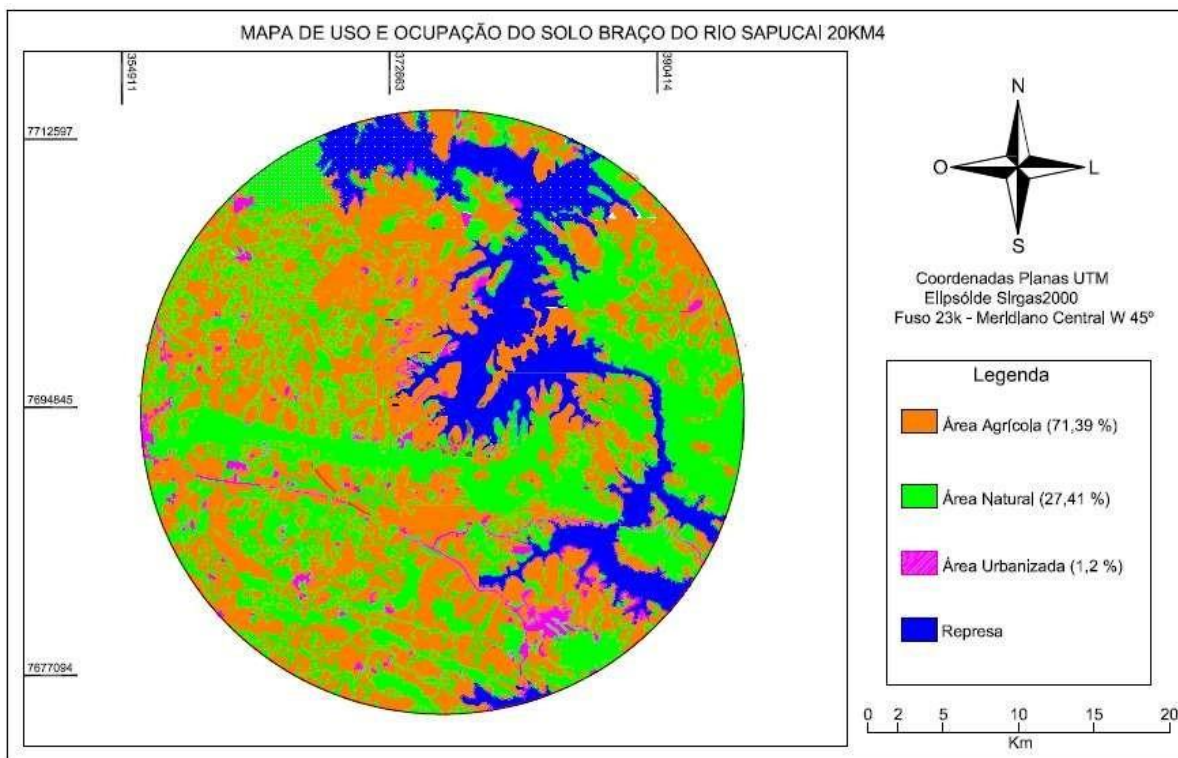 MAPA DE USO E OCUPAÇÃO DO SOLO BRAÇO DO RIO SAPUCAI 20KM4
354911
372663
390414
7712597
7694845
7677094
N
O
L
S
Coordenadas Planas UTM
Elipsóide Sirgas2000
Fuso 23k - Meridiano Central W 45º
Legenda
Área Agrícola (71,39 %)
Área Natural (27,41 %)
Área Urbanizada (1,2 %)
Represa
0 2 5 10 15 20
Km